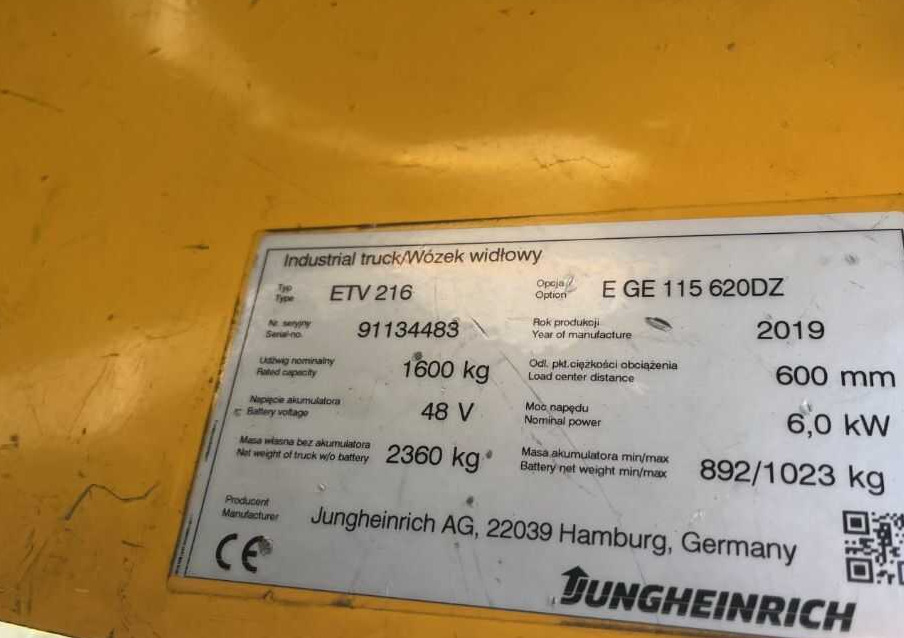 Industrial truck/Wózek widłowy
Typ
Type
ETV 216
Opcja
Option
E GE 115 620DZ
Nr. seryjny
Serial-no.
91134483
Rok produkcji
Year of manufacture
2019
Udźwig nominalny
Rated capacity
1600 kg
Odl. pkt.ciężkości obciążenia
Load center distance
600 mm
Napięcie akumulatora
Battery voltage
48 V
Moc napędu
Nominal power
6,0 kW
Masa własna bez akumulatora
Net weight of truck w/o battery
2360 kg
Masa akumulatora min/max
Battery net weight min/max
892/1023 kg
Producent
Manufacturer
Jungheinrich AG, 22039 Hamburg, Germany
CE
JUNGHEINRICH